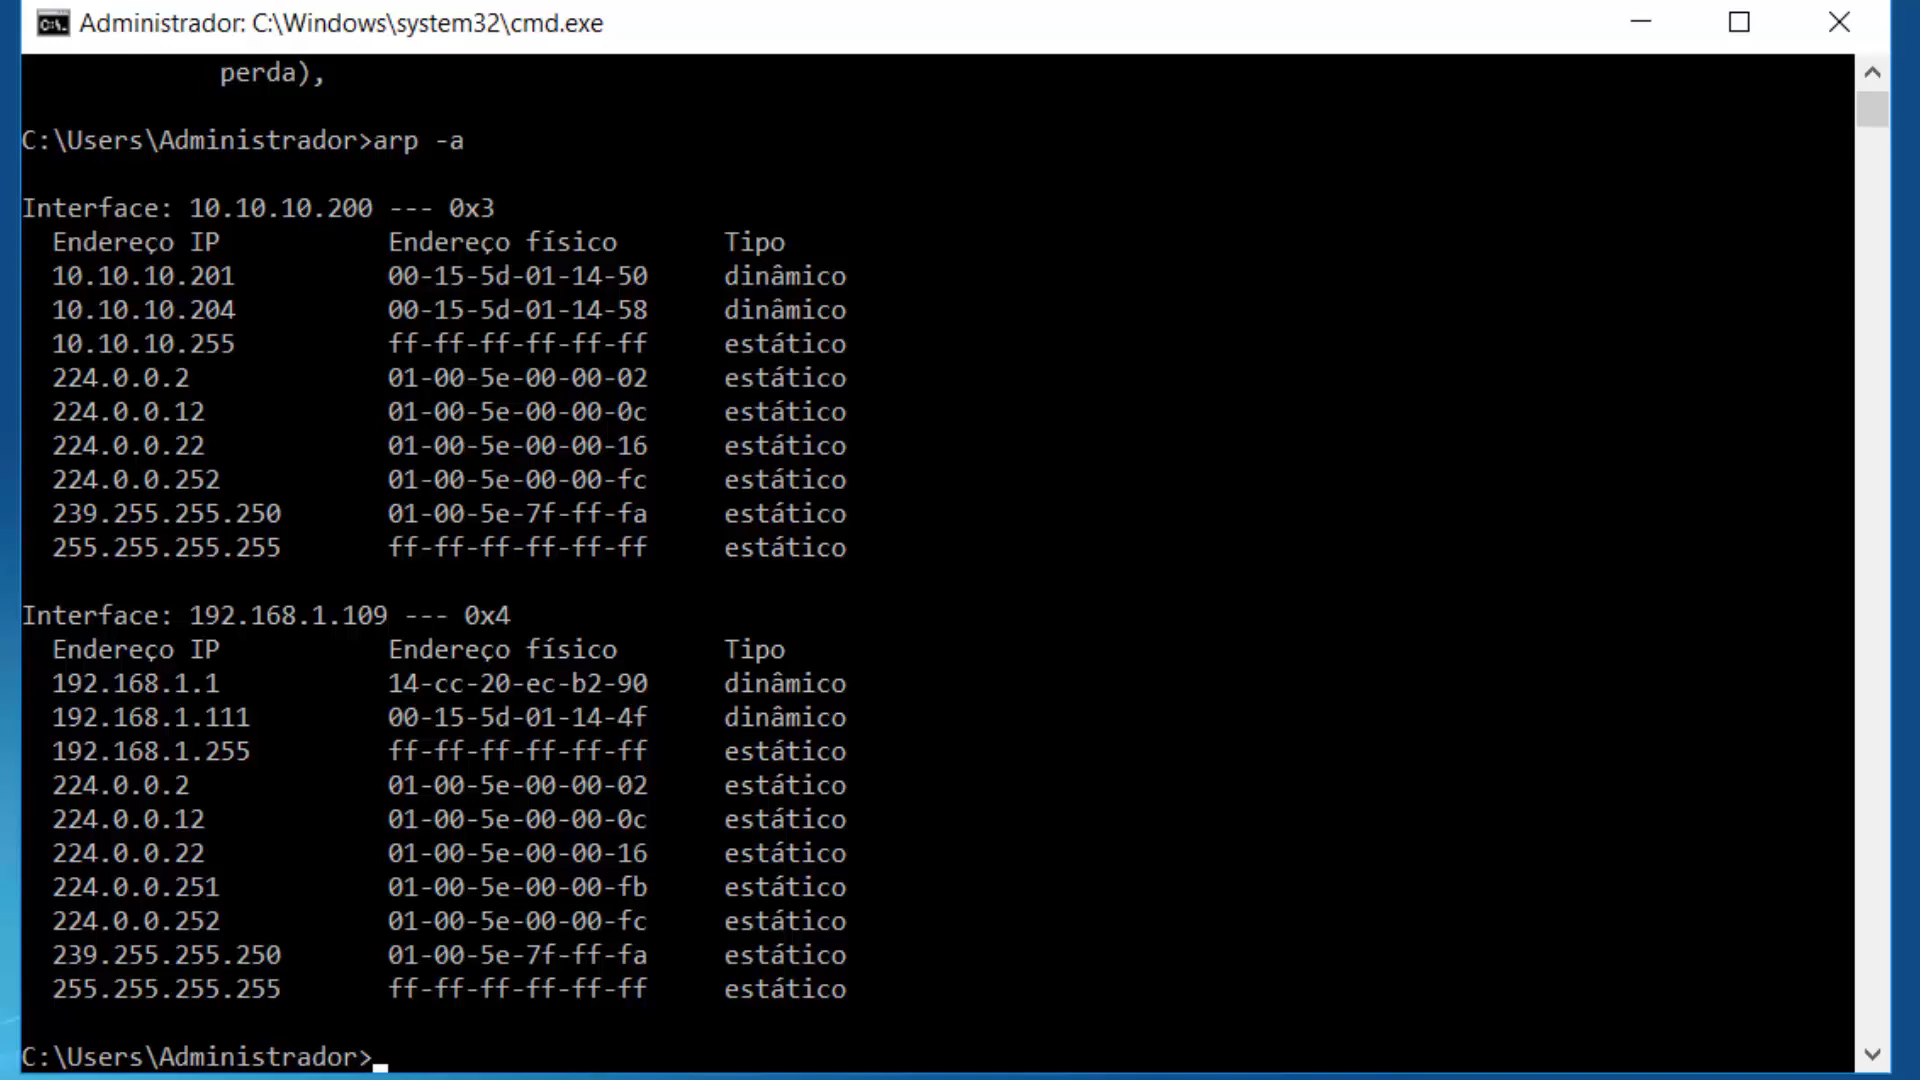 Administrador: C:\Windows\system32\cmd.exe
perda),
C:\Users\Administrador>arp -a
Interface: 10.10.10.200 --- 0x3
Endereço IP Endereço físico Tipo
10.10.10.201 00-15-5d-01-14-50 dinâmico
10.10.10.204 00-15-5d-01-14-58 dinâmico
10.10.10.255 ff-ff-ff-ff-ff-ff estático
224.0.0.2 01-00-5e-00-00-02 estático
224.0.0.12 01-00-5e-00-00-0c estático
224.0.0.22 01-00-5e-00-00-16 estático
224.0.0.252 01-00-5e-00-00-fc estático
239.255.255.250 01-00-5e-7f-ff-fa estático
255.255.255.255 ff-ff-ff-ff-ff-ff estático
Interface: 192.168.1.109 --- 0x4
Endereço IP Endereço físico Tipo
192.168.1.1 14-cc-20-ec-b2-90 dinâmico
192.168.1.111 00-15-5d-01-14-4f dinâmico
192.168.1.255 ff-ff-ff-ff-ff-ff estático
224.0.0.2 01-00-5e-00-00-02 estático
224.0.0.12 01-00-5e-00-00-0c estático
224.0.0.22 01-00-5e-00-00-16 estático
224.0.0.251 01-00-5e-00-00-fb estático
224.0.0.252 01-00-5e-00-00-fc estático
239.255.255.250 01-00-5e-7f-ff-fa estático
255.255.255.255 ff-ff-ff-ff-ff-ff estático
C:\Users\Administrador>